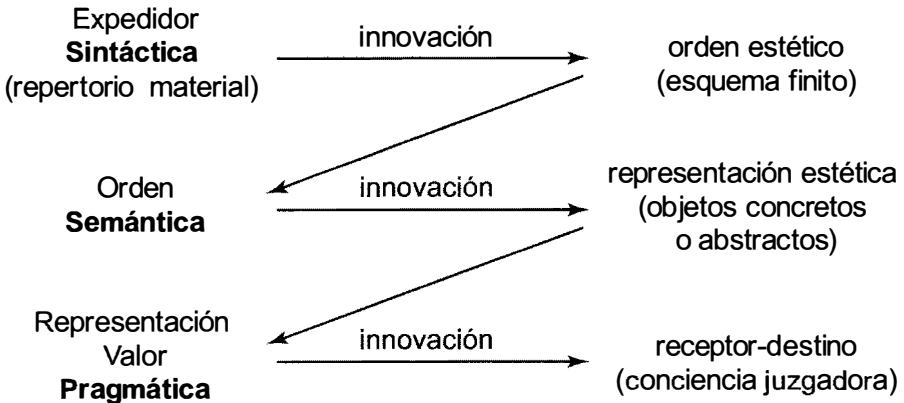 Expedidor
Sintáctica
(repertorio material)
innovación
orden estético
(esquema finito)
Orden
Semántica
innovación
representación estética
(objetos concretos
o abstractos)
Representación
Valor
Pragmática
innovación
receptor-destino
(conciencia juzgadora)